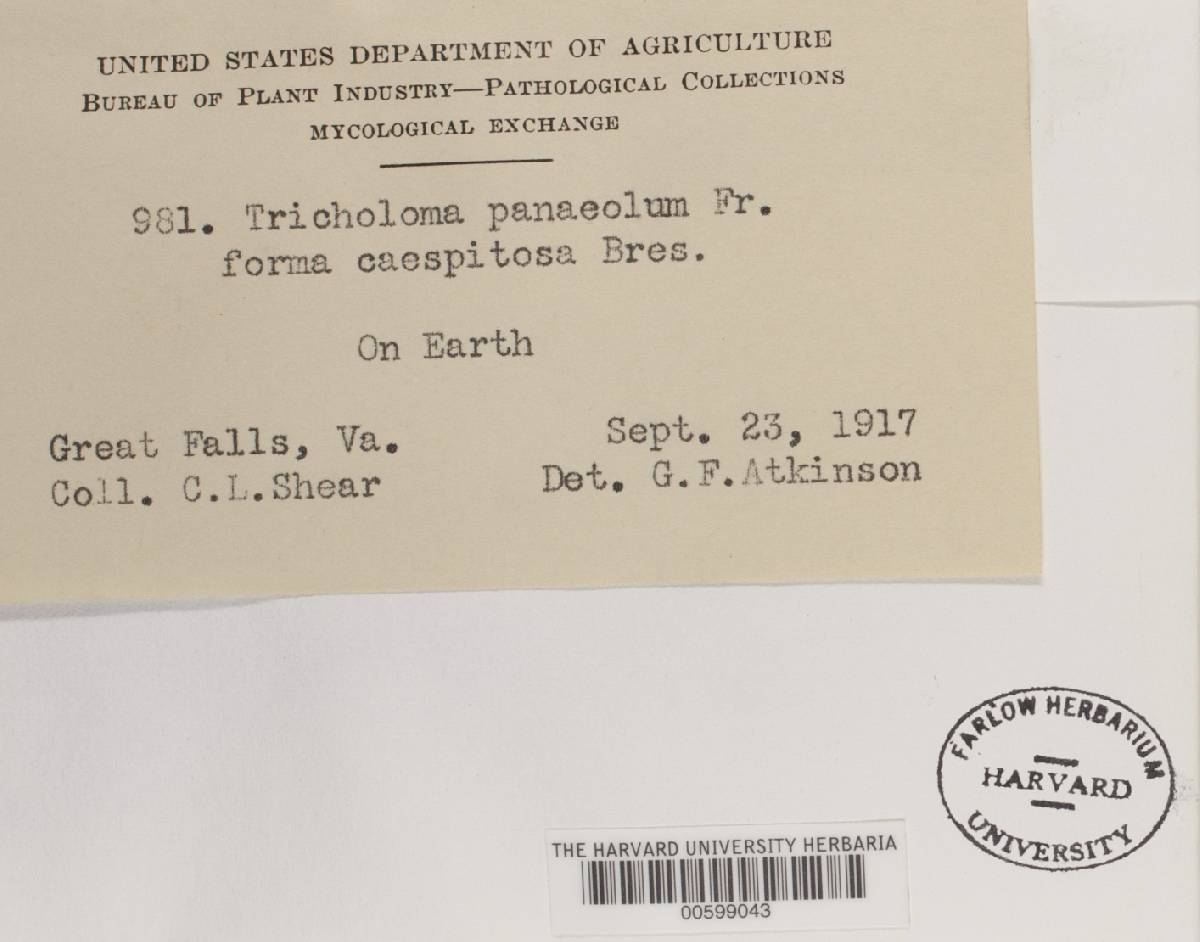 UNITED STATES DEPARTMENT OF AGRICULTURE
BUREAU OF PLANT INDUSTRY—PATHOLOGICAL COLLECTIONS
MYCOLOGICAL EXCHANGE
981. Tricholoma panaeolum Fr.
forma caespitosa Bres.
On Earth
Great Falls, Va. Sept. 23, 1917
Coll. C.L.Shear Det. G.F.Atkinson
FARLOW HERBARIUM
HARVARD
UNIVERSITY
THE HARVARD UNIVERSITY HERBARIA
00599043